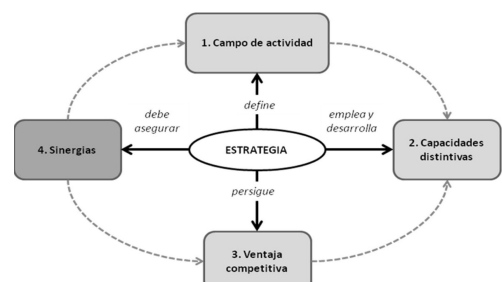 1. Campo de actividad
debe
asegurar
define
emplea y
desarrolla
4. Sinergias
ESTRATEGIA
2. Capacidades
distintivas
persigue
3. Ventaja
competitiva